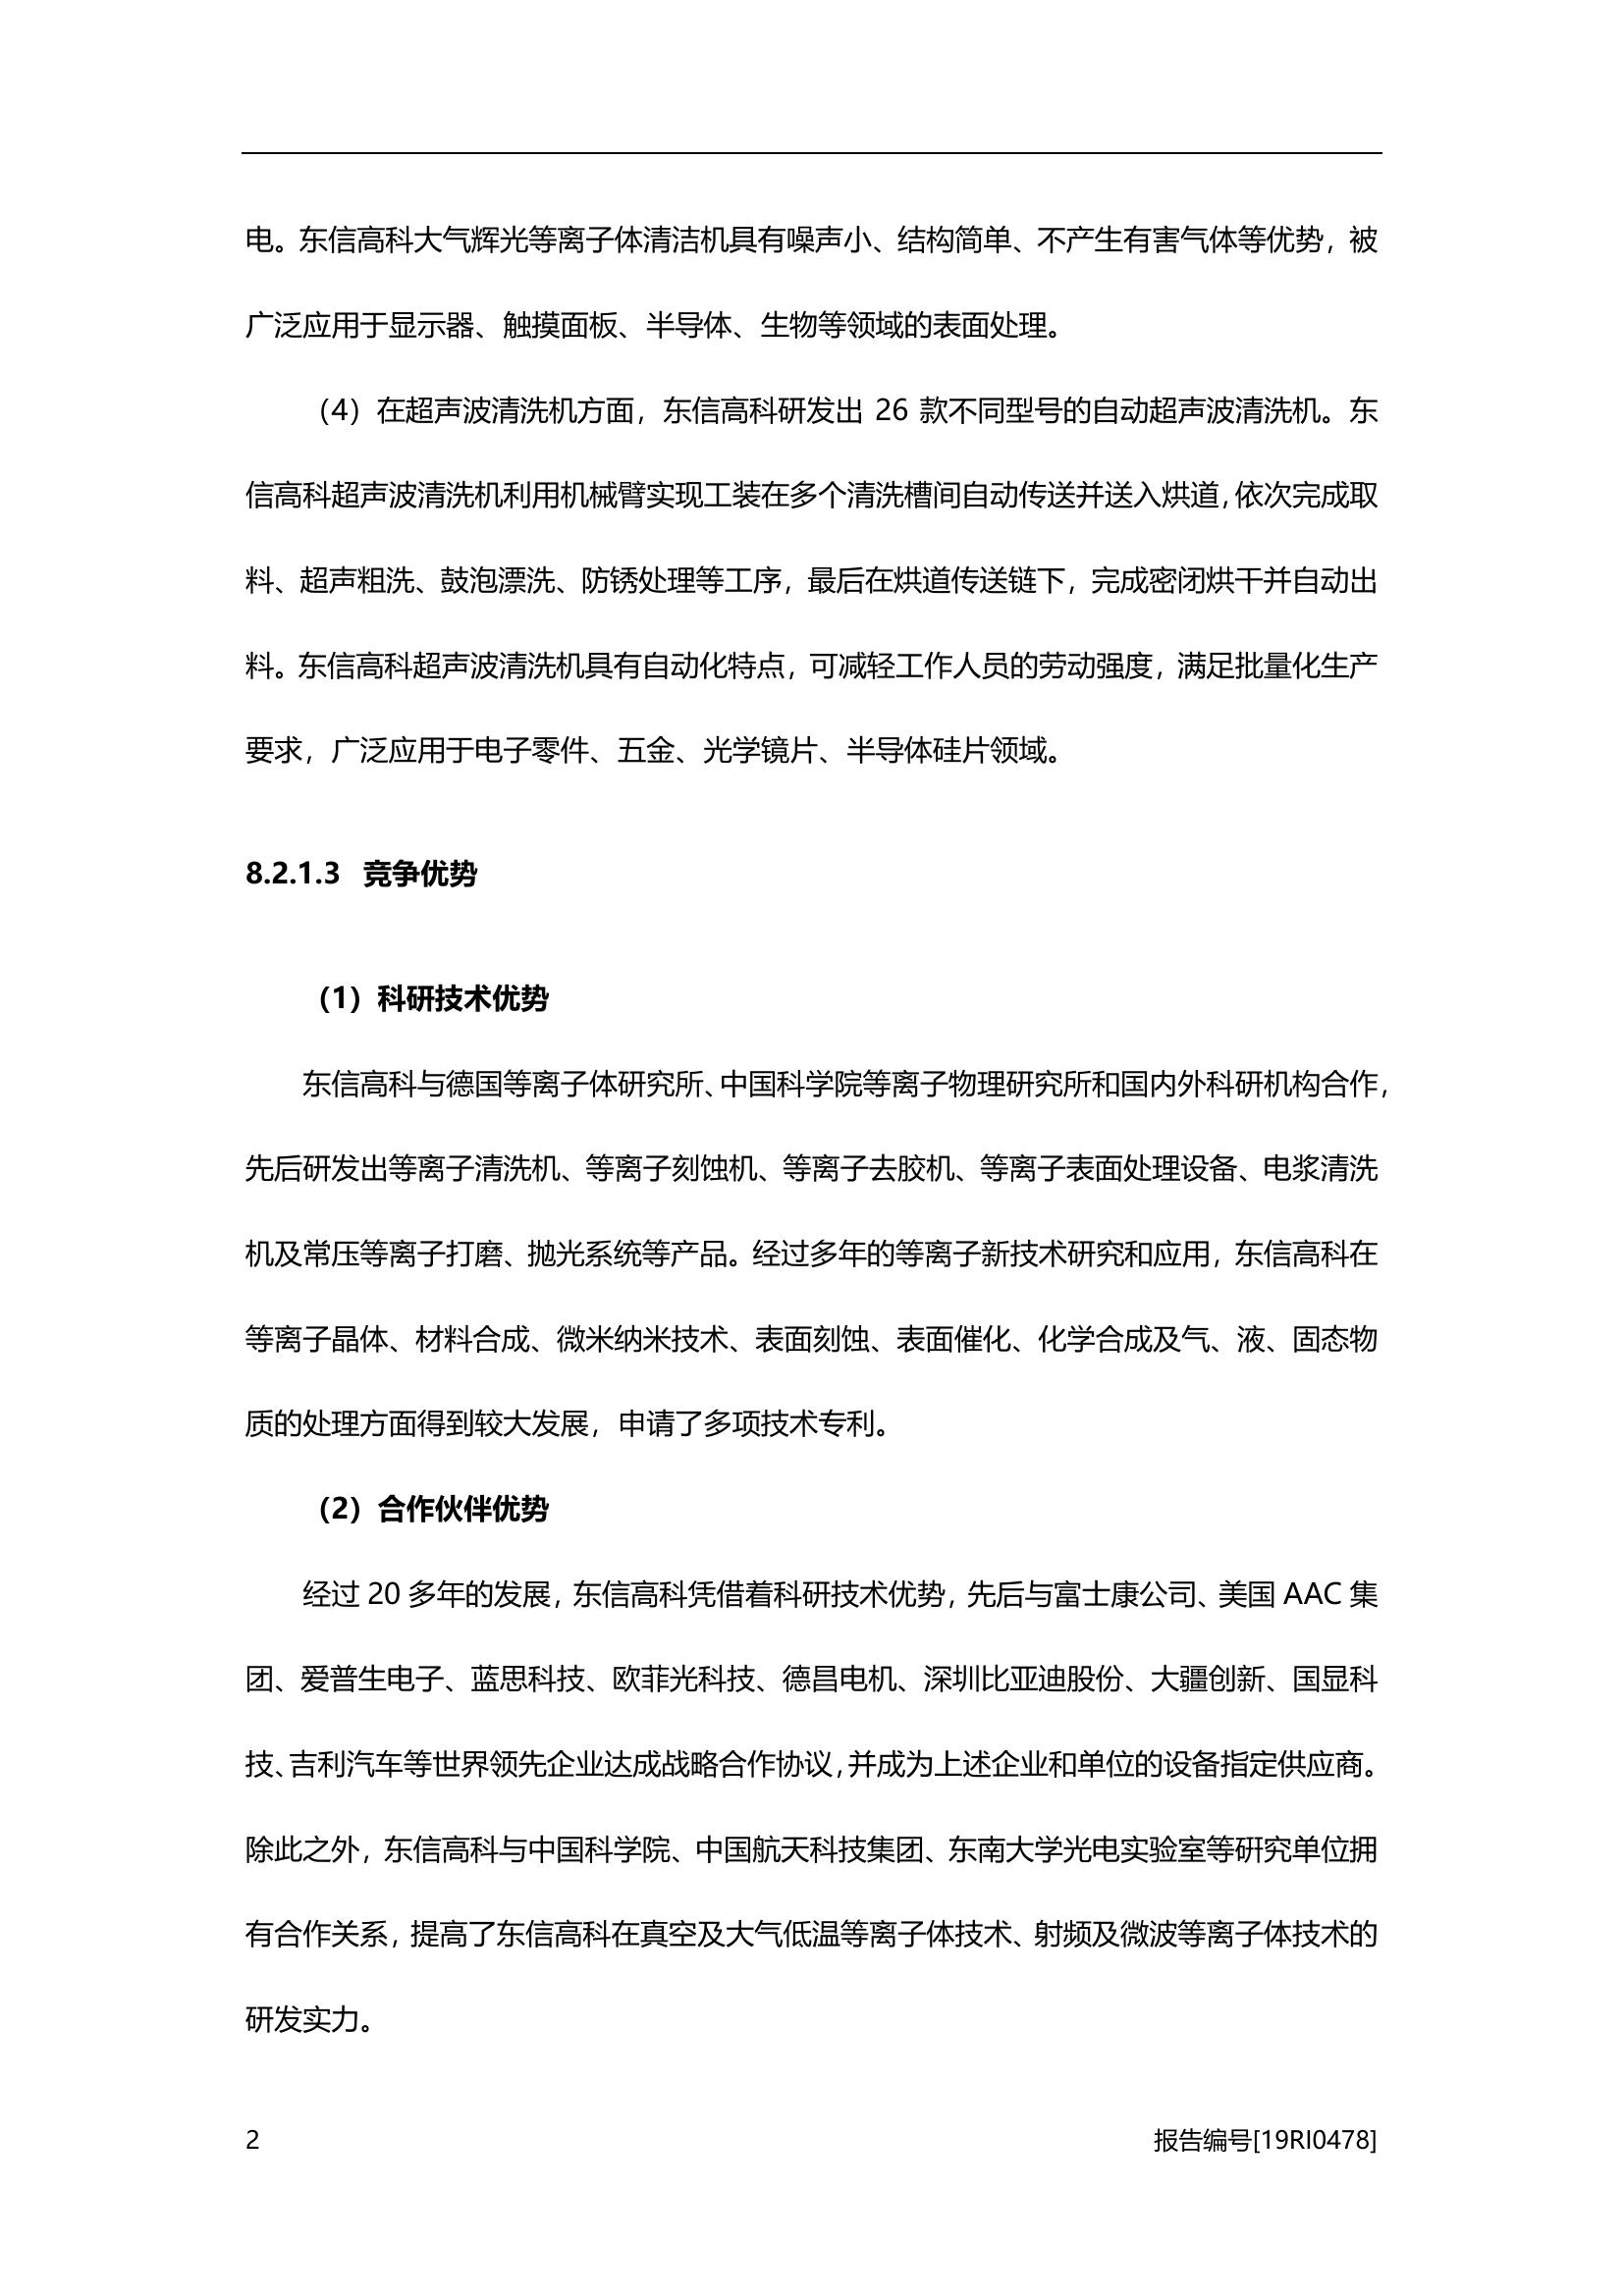 电。东信高科大气辉光等离子体清洁机具有噪声小、结构简单、不产生有害气体等优势，被
广泛应用于显示器、触摸面板、半导体、生物等领域的表面处理。
（4）在超声波清洗机方面，东信高科研发出 26 款不同型号的自动超声波清洗机。东
信高科超声波清洗机利用机械臂实现工装在多个清洗槽间自动传送并送入烘道，依次完成取
料、超声粗洗、鼓泡漂洗、防锈处理等工序，最后在烘道传送链下，完成密闭烘干并自动出
料。东信高科超声波清洗机具有自动化特点，可减轻工作人员的劳动强度，满足批量化生产
要求，广泛应用于电子零件、五金、光学镜片、半导体硅片领域。
8.2.1.3 竞争优势
（1）科研技术优势
东信高科与德国等离子体研究所、中国科学院等离子物理研究所和国内外科研机构合作，
先后研发出等离子清洗机、等离子刻蚀机、等离子去胶机、等离子表面处理设备、电浆清洗
机及常压等离子打磨、抛光系统等产品。经过多年的等离子新技术研究和应用，东信高科在
等离子晶体、材料合成、微米纳米技术、表面刻蚀、表面催化、化学合成及气、液、固态物
质的处理方面得到较大发展，申请了多项技术专利。
（2）合作伙伴优势
经过 20 多年的发展，东信高科凭借着科研技术优势，先后与富士康公司、美国 AAC 集
团、爱普生电子、蓝思科技、欧菲光科技、德昌电机、深圳比亚迪股份、大疆创新、国显科
技、吉利汽车等世界领先企业达成战略合作协议，并成为上述企业和单位的设备指定供应商。
除此之外，东信高科与中国科学院、中国航天科技集团、东南大学光电实验室等研究单位拥
有合作关系，提高了东信高科在真空及大气低温等离子体技术、射频及微波等离子体技术的
研发实力。
2 报告编号[19RI0478]